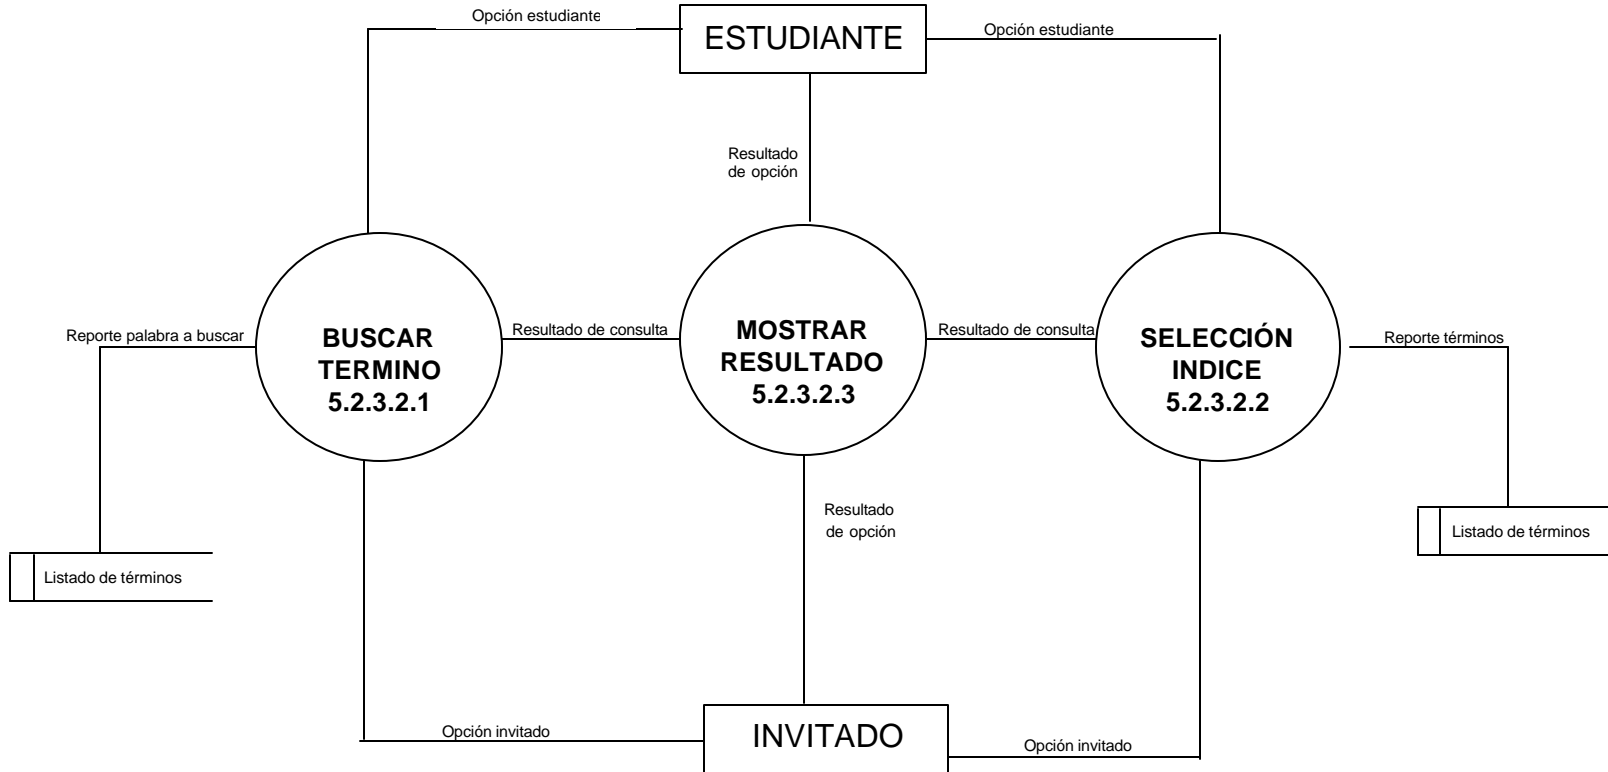 Opción estudiante
ESTUDIANTE
Opción estudiante
Resultado
de opción
Reporte palabra a buscar
BUSCAR
TERMINO
5.2.3.2.1
Resultado de consulta
MOSTRAR
RESULTADO
5.2.3.2.3
Resultado de consulta
SELECCIÓN
INDICE
5.2.3.2.2
Reporte términos
Resultado
de opción
Listado de términos
Listado de términos
Opción invitado
INVITADO
Opción invitado